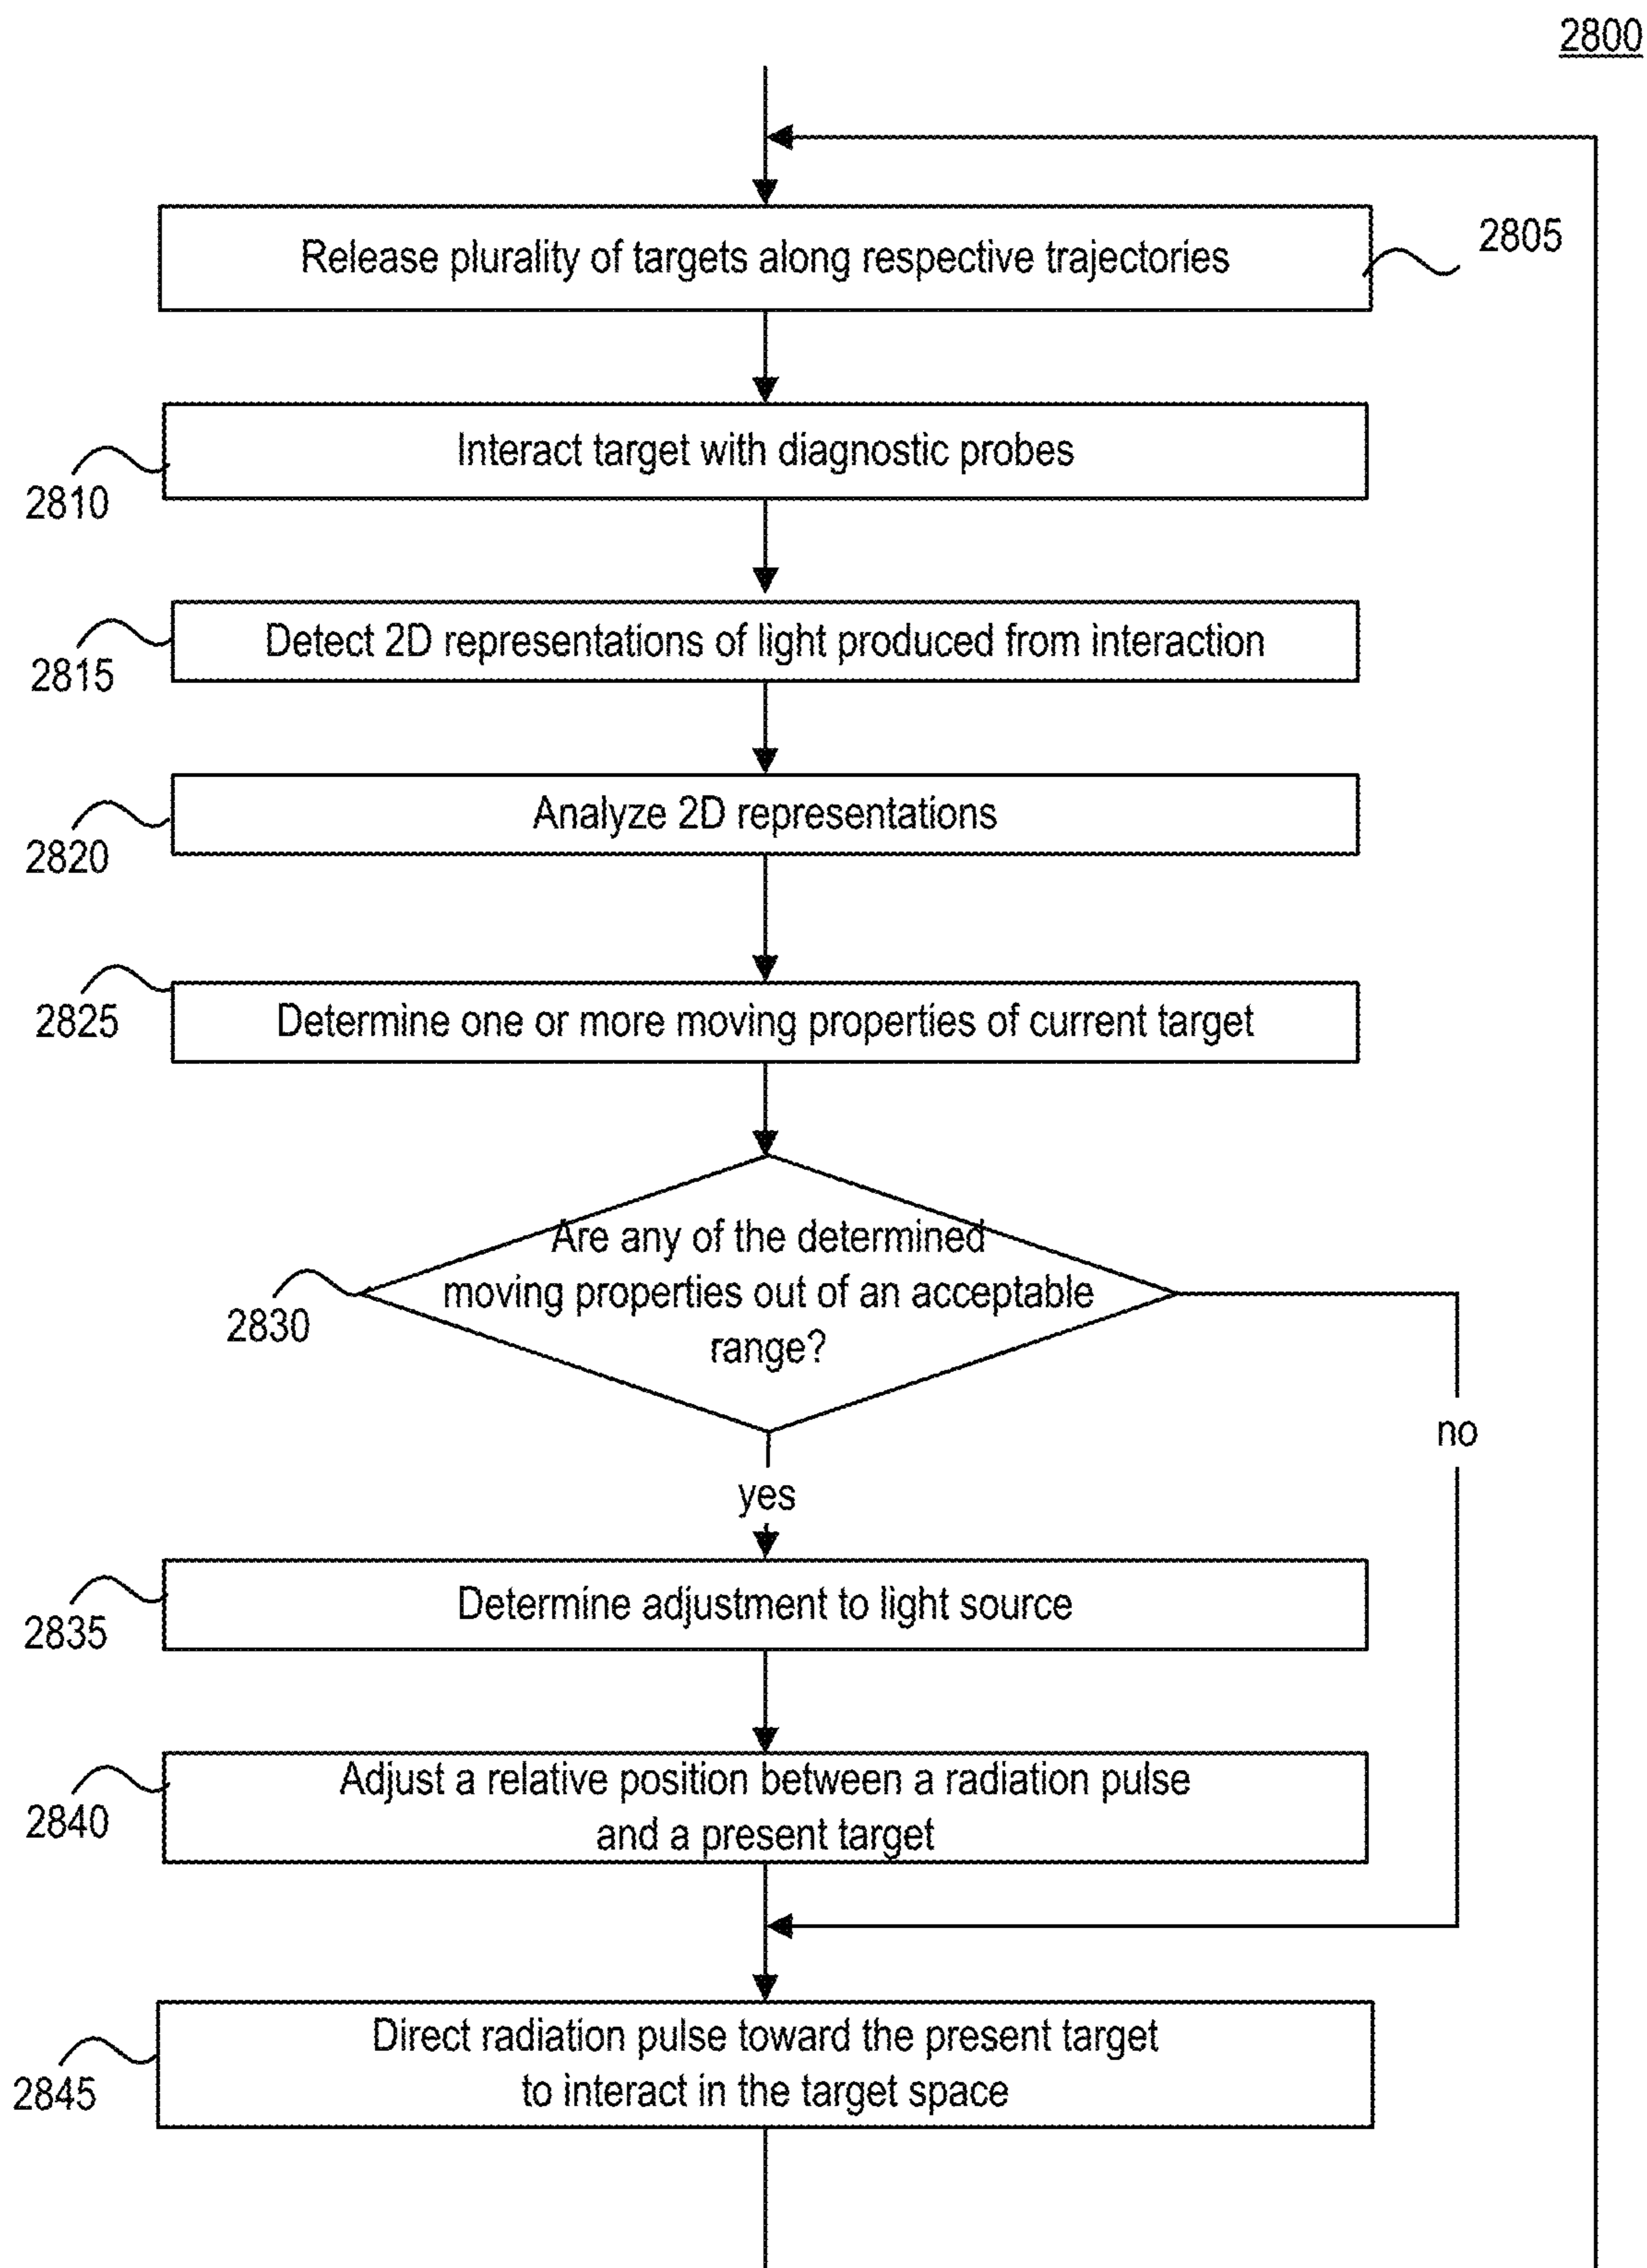 2800
Release plurality of targets along respective trajectories
2805
Interact target with diagnostic probes
2810
Detect 2D representations of light produced from interaction
2815
Analyze 2D representations
2820
Determine one or more moving properties of current target
2825
Are any of the determined
moving properties out of an acceptable
range?
2830
no
yes
Determine adjustment to light source
2835
Adjust a relative position between a radiation pulse
and a present target
2840
Direct radiation pulse toward the present target
to interact in the target space
2845